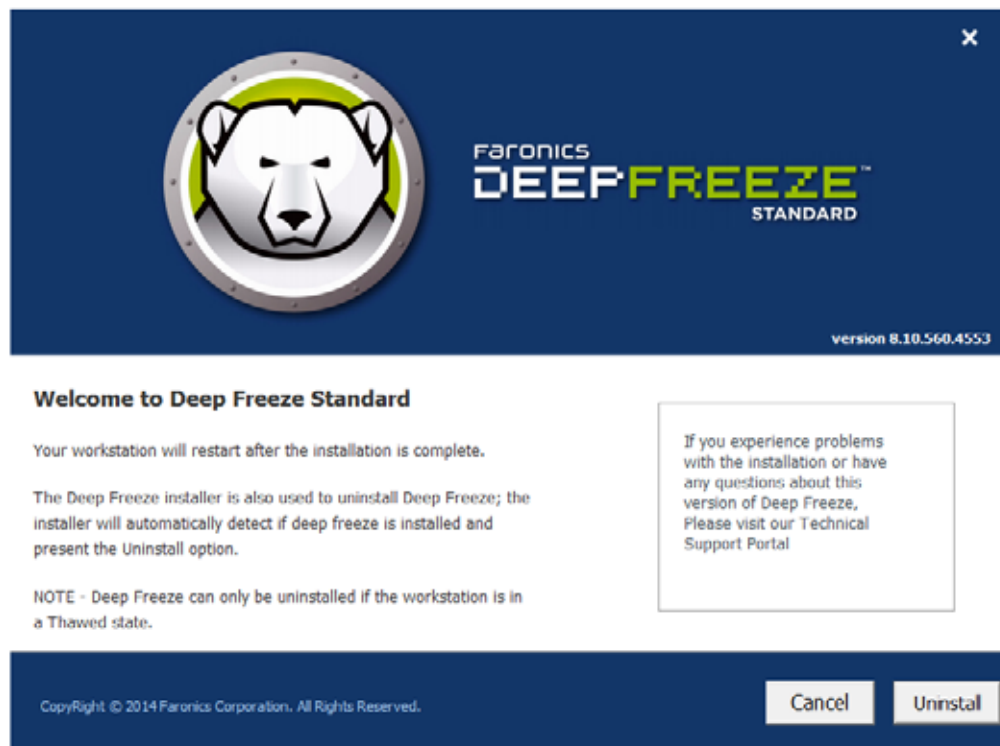 Faronics
DEEPFREEZE™
STANDARD
version 8.10.560.4553
Welcome to Deep Freeze Standard
Your workstation will restart after the installation is complete.
The Deep Freeze installer is also used to uninstall Deep Freeze; the
installer will automatically detect if deep freeze is installed and
present the Uninstall option.
NOTE - Deep Freeze can only be uninstalled if the workstation is in
a Thawed state.
If you experience problems
with the installation or have
any questions about this
version of Deep Freeze,
Please visit our Technical
Support Portal
CopyRight © 2014 Faronics Corporation. All Rights Reserved.
Cancel
Uninstall